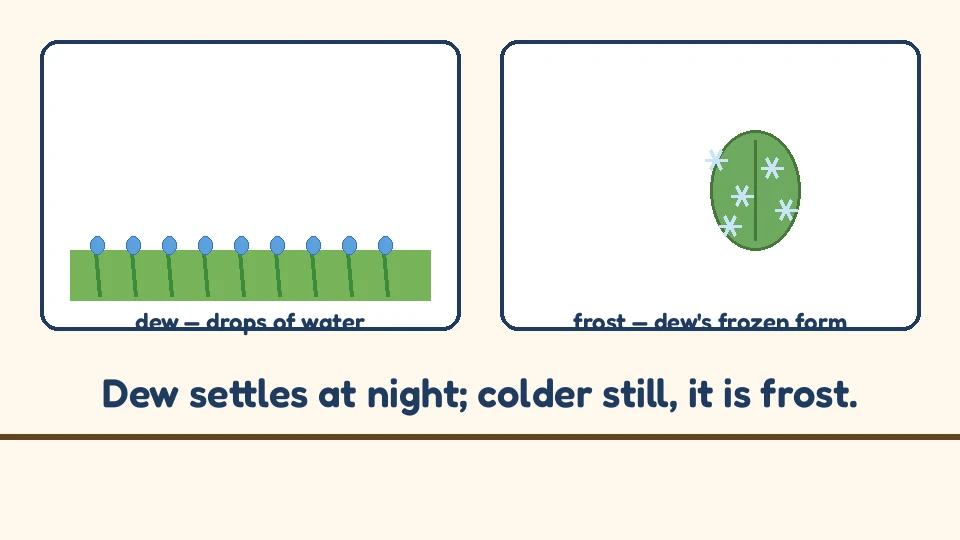 dew — drops of water
frost — dew's frozen form
Dew settles at night; colder still, it is frost.